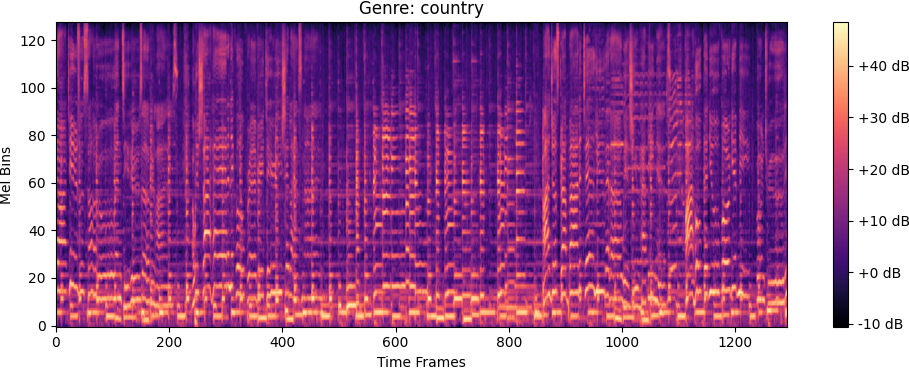 Genre: country
120
100
80
60
40
20
0
Mel Bins
0 200 400 600 800 1000 1200
Time Frames
+40 dB
+30 dB
+20 dB
+10 dB
+0 dB
-10 dB